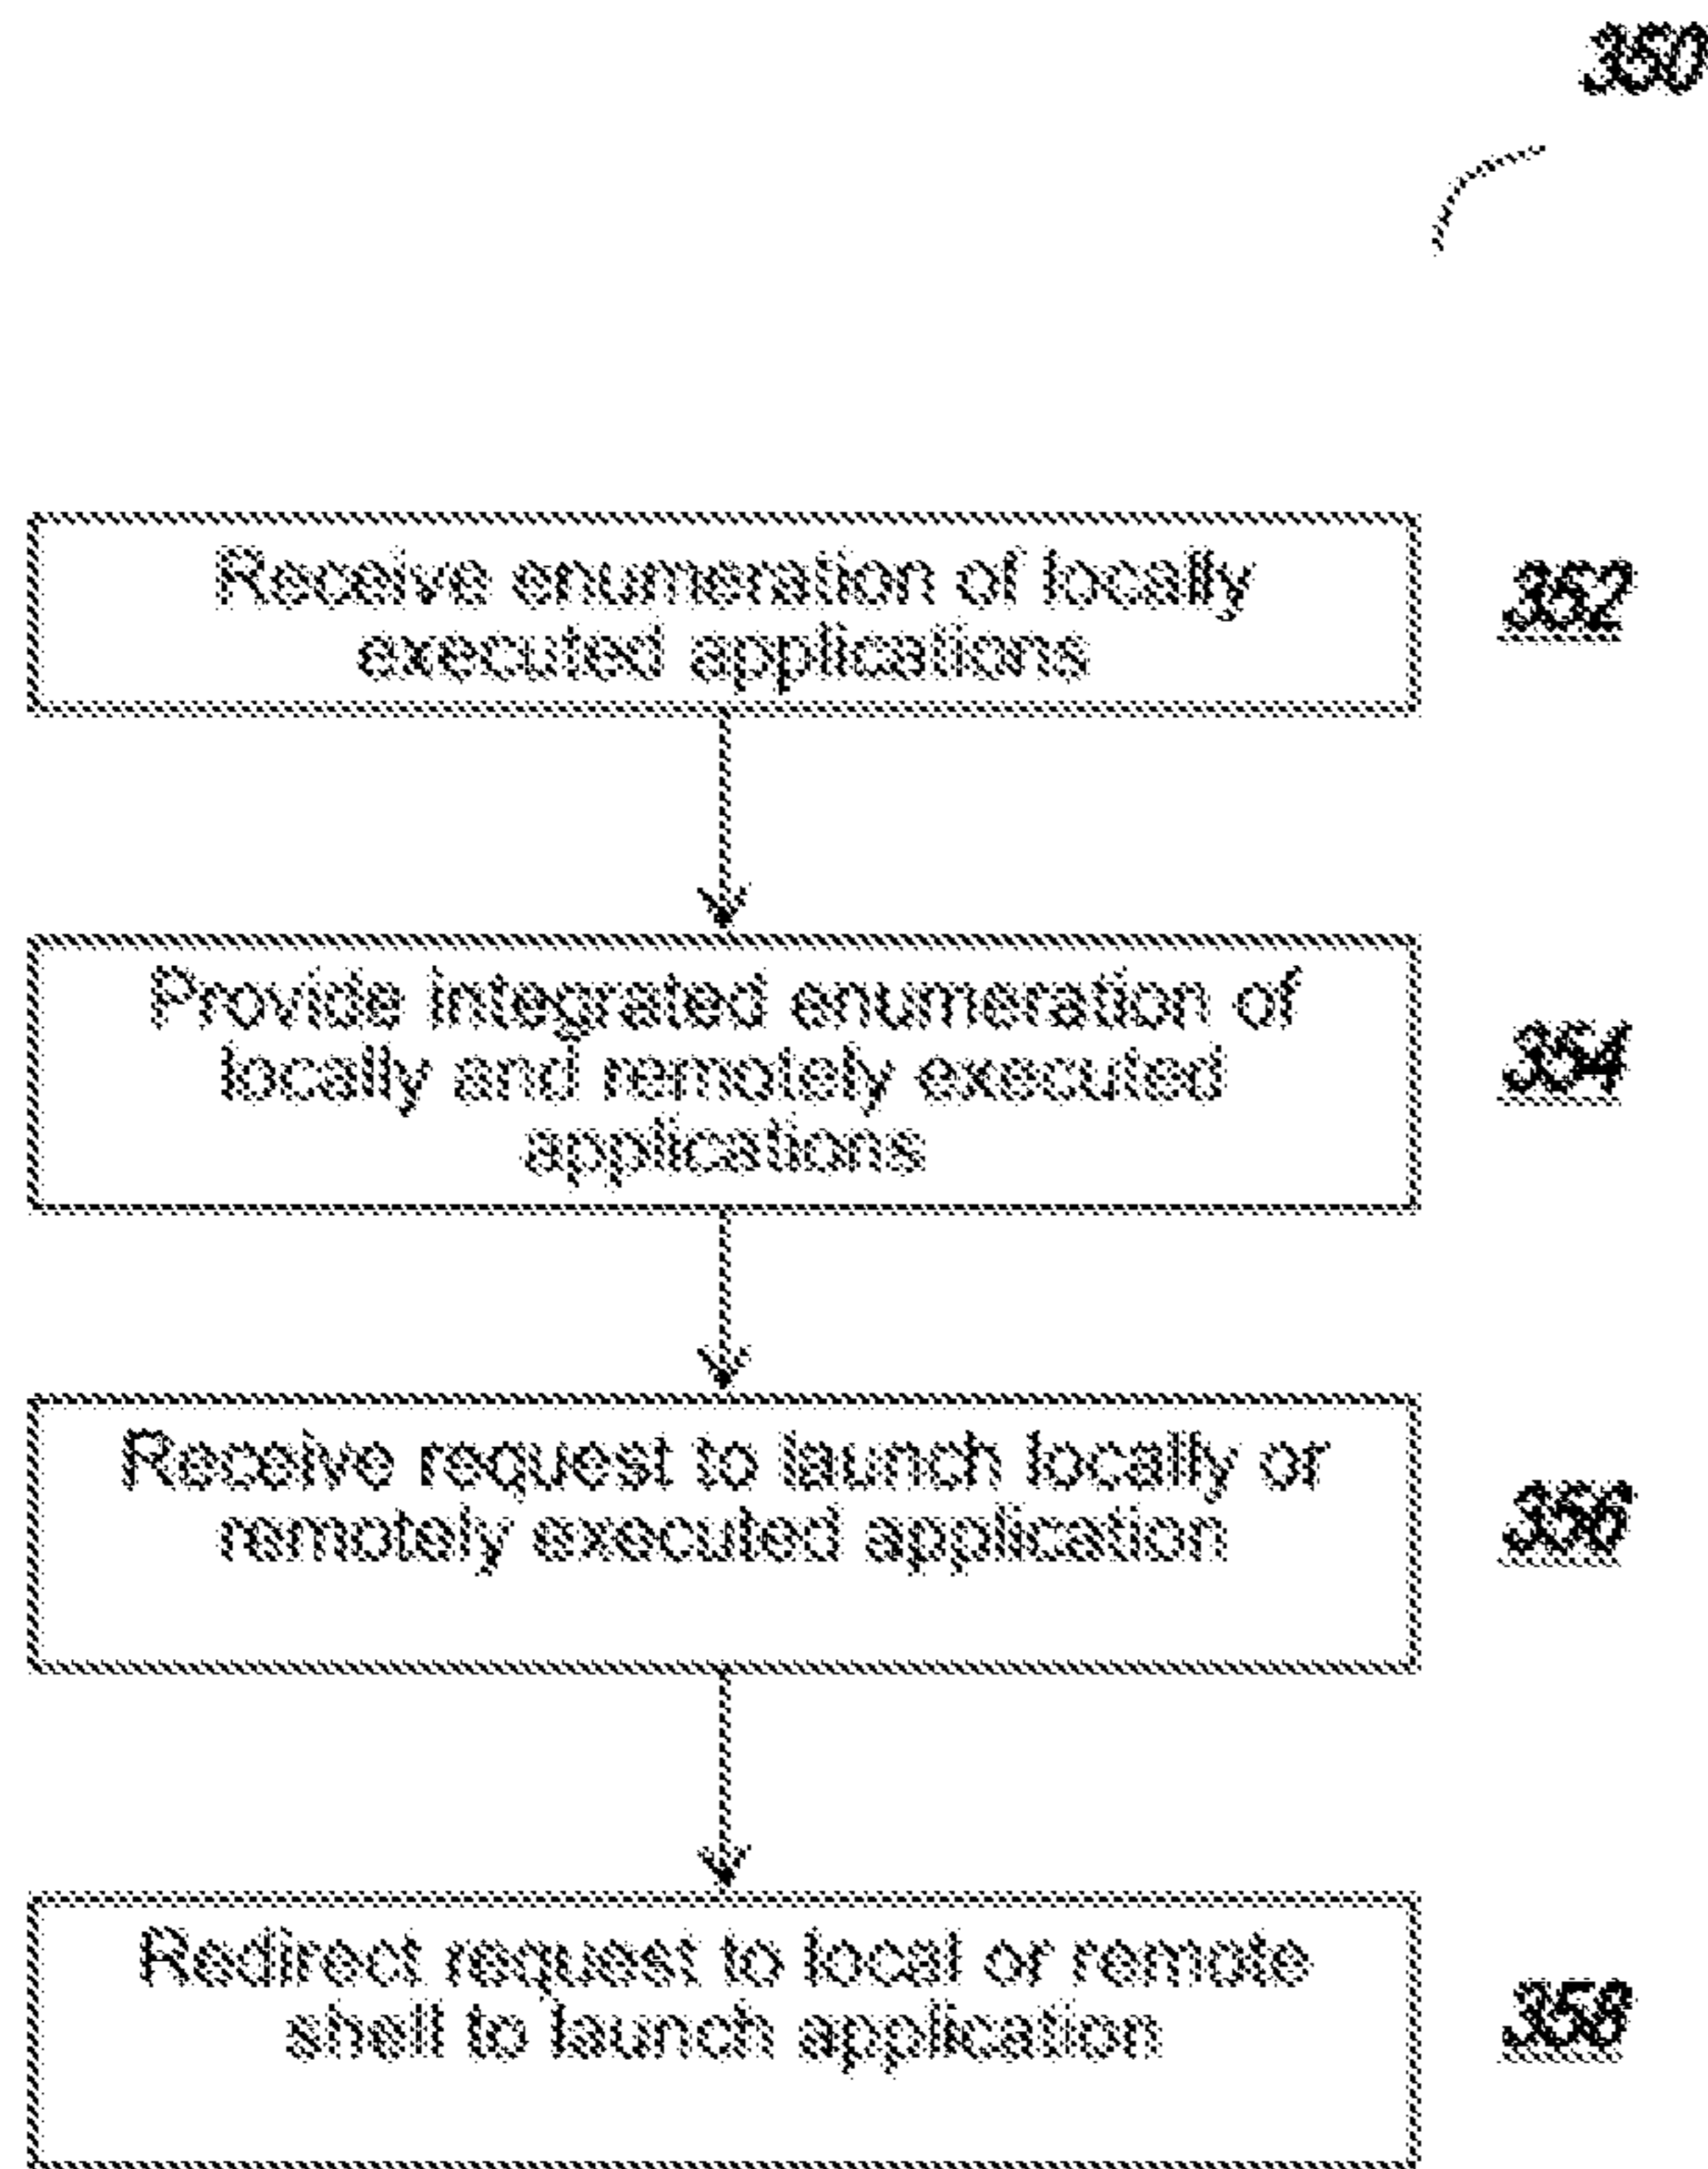 350
Receive enumeration of locally
executed applications
352
Provide integrated enumeration of
locally and remotely executed
applications
354
Receive request to launch locally or
remotely executed application
356
Redirect request to local or remote
shell to launch application
358